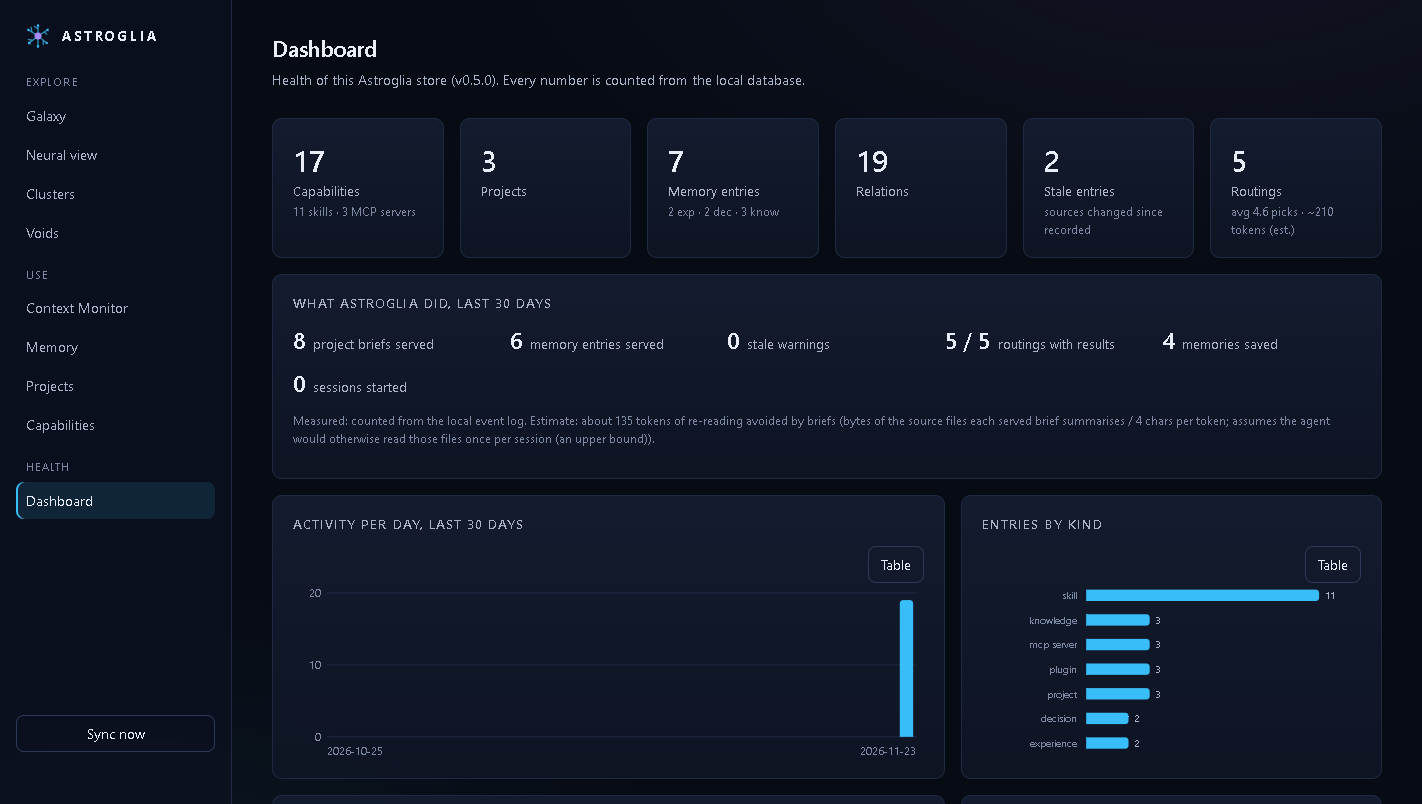 ASTROGLIA
EXPLORE
Galaxy
Neural view
Clusters
Voids
USE
Context Monitor
Memory
Projects
Capabilities
HEALTH
Dashboard
Sync now
Dashboard
Health of this Astroglia store (v0.5.0). Every number is counted from the local database.
17
Capabilities
11 skills · 3 MCP servers
3
Projects
7
Memory entries
2 exp · 2 dec · 3 know
19
Relations
2
Stale entries
sources changed since
recorded
5
Routings
avg 4.6 picks · ~210
tokens (est.)
WHAT ASTROGLIA DID, LAST 30 DAYS
8 project briefs served
6 memory entries served
0 stale warnings
5 / 5 routings with results
4 memories saved
0 sessions started
Measured: counted from the local event log. Estimate: about 135 tokens of re-reading avoided by briefs (bytes of the source files each served brief summarises / 4 chars per token; assumes the agent
would otherwise read those files once per session (an upper bound)).
ACTIVITY PER DAY, LAST 30 DAYS
Table
20
10
0
2026-10-25
2026-11-23
ENTRIES BY KIND
Table
skill 11
knowledge 3
mcp server 3
plugin 3
project 3
decision 2
experience 2